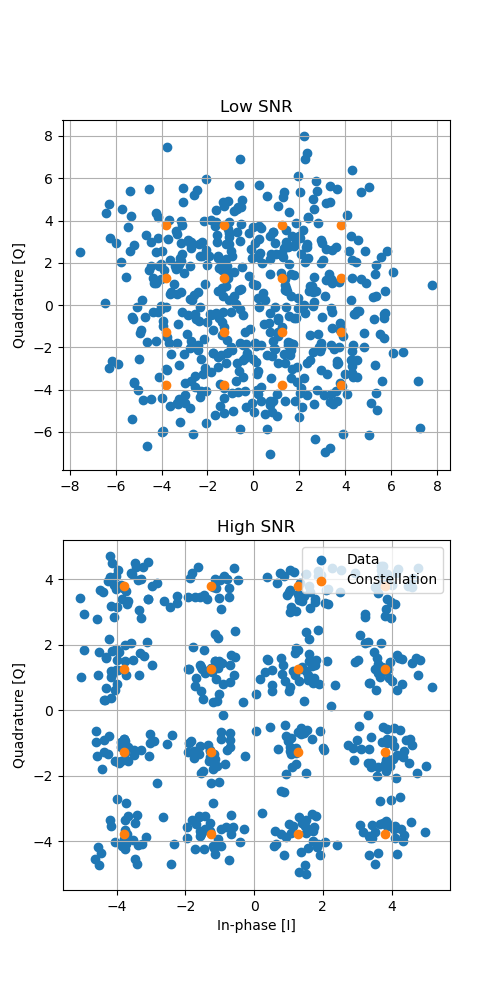 Low SNR
8
6
4
2
0
−2
−4
−6
Quadrature [Q]
−8 −6 −4 −2 0 2 4 6 8
High SNR
Data
Constellation
4
2
0
−2
−4
Quadrature [Q]
−4 −2 0 2 4
In-phase [I]